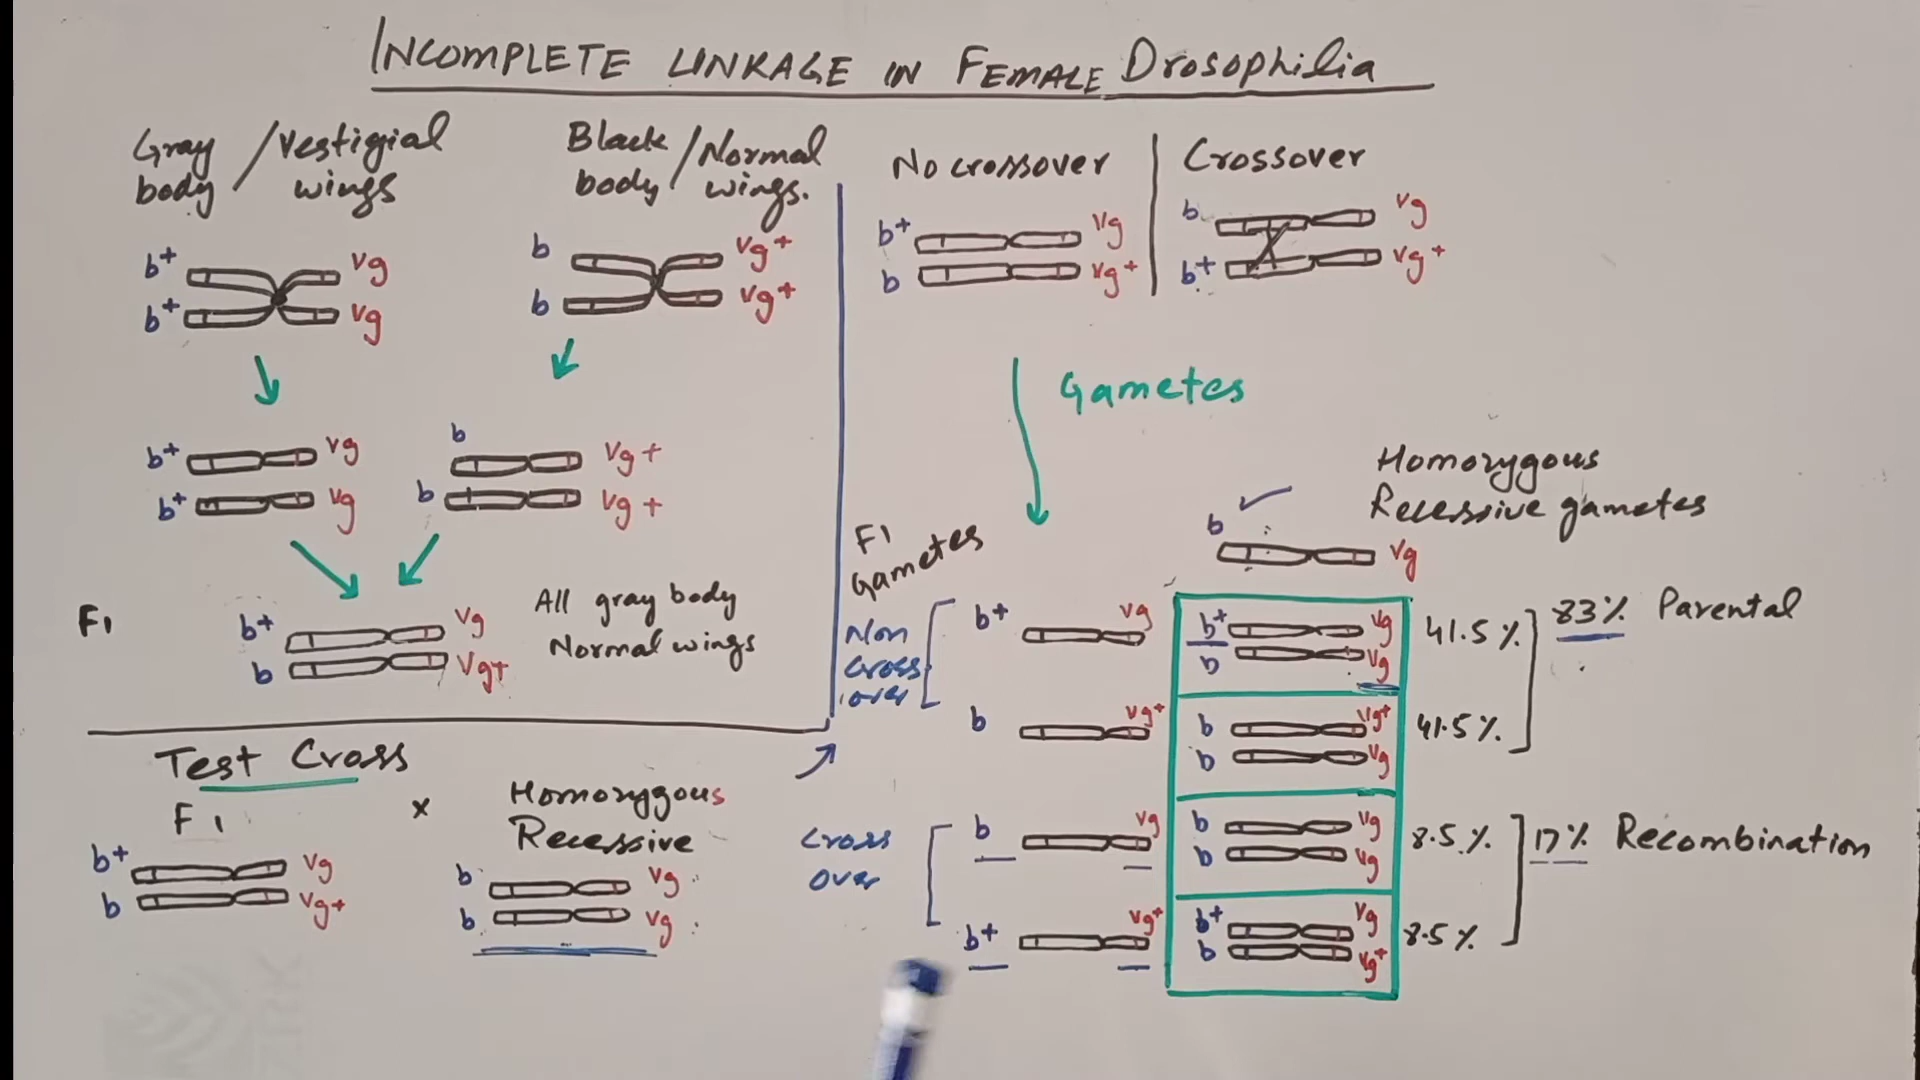 INCOMPLETE LINKAGE IN FEMALE Drosophilia
Gray / Vestigial
body wings
Black / Normal
body wings.
b+ vg
b+ vg
b vg+
b vg+
b+ vg
b+ vg
b vg+
b vg+
F1
b+ vg
b vg+
All gray body
Normal wings
Test Cross
F1 × Homozygous
Recessive
b+ vg
b vg+
b vg
b vg
No crossover
b+ vg
b vg+
Crossover
b vg
b+ vg+
Gametes
Homozygous
Recessive gametes
b vg
F1
Gametes
Non
Cross
over
b+ vg
b vg+
Cross
over
b vg
b+ vg+
b+ vg
b vg
41.5 %
b vg+
b vg
41.5 %
83% Parental
b vg
b vg
8.5 %
b+ vg
b vg+
8.5 %
17% Recombination